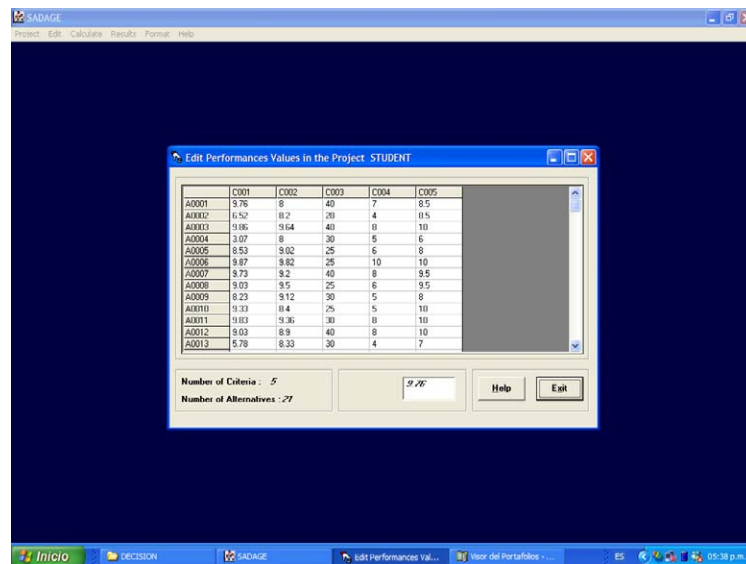 SADAGE
Project Edit Calculate Results Format Help
Edit Performances Values in the Project STUDENT
C001 C002 C003 C004 C005
A0001 9.76 8 40 7 8.5
A0002 6.52 8.2 20 4 8.5
A0003 9.86 9.64 40 8 10
A0004 3.07 8 30 5 6
A0005 8.53 9.02 25 6 8
A0006 9.87 9.82 25 10 10
A0007 9.73 9.2 40 8 9.5
A0008 9.03 9.5 25 6 9.5
A0009 8.23 9.12 30 5 8
A0010 9.33 8.4 25 5 10
A0011 9.83 9.36 30 8 10
A0012 9.03 8.9 40 8 10
A0013 5.78 8.33 30 4 7
Number of Criteria : 5
Number of Alternatives : 21
9.76
Help
Exit
Inicio DECISION SADAGE Edit Performances Val... Visor del Portafolios - ... ES 05:38 p.m.